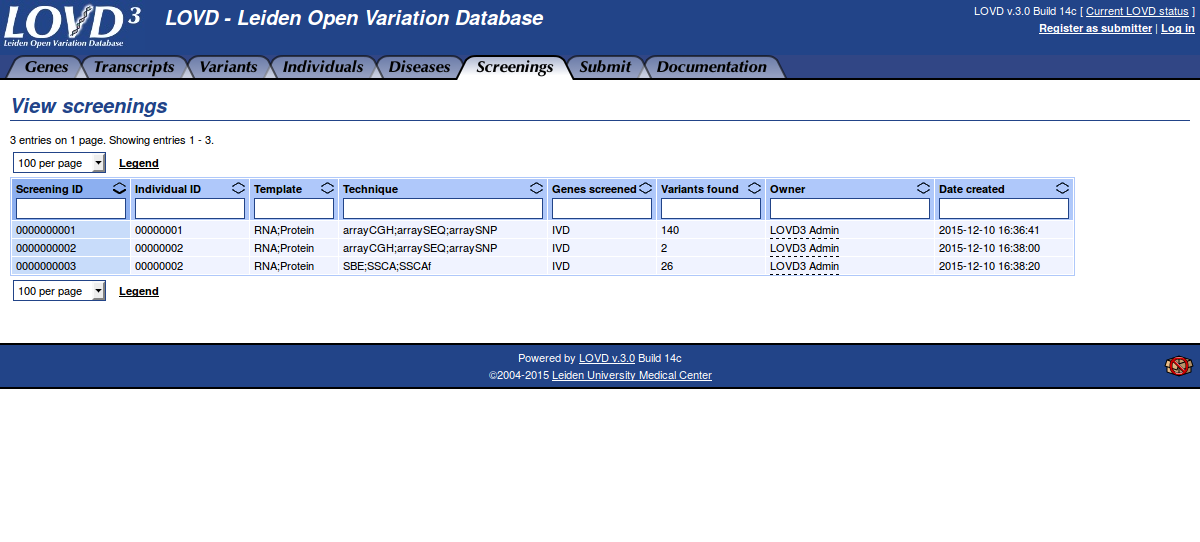 LOVD 3
Leiden Open Variation Database
LOVD - Leiden Open Variation Database
LOVD v.3.0 Build 14c [ Current LOVD status ]
Register as submitter | Log in
Genes Transcripts Variants Individuals Diseases Screenings Submit Documentation
View screenings
3 entries on 1 page. Showing entries 1 - 3.
100 per page Legend
Screening ID Individual ID Template Technique Genes screened Variants found Owner Date created
0000000001 00000001 RNA;Protein arrayCGH;arraySEQ;arraySNP IVD 140 LOVD3 Admin 2015-12-10 16:36:41
0000000002 00000002 RNA;Protein arrayCGH;arraySEQ;arraySNP IVD 2 LOVD3 Admin 2015-12-10 16:38:00
0000000003 00000002 RNA;Protein SBE;SSCA;SSCAf IVD 26 LOVD3 Admin 2015-12-10 16:38:20
100 per page Legend
Powered by LOVD v.3.0 Build 14c
©2004-2015 Leiden University Medical Center